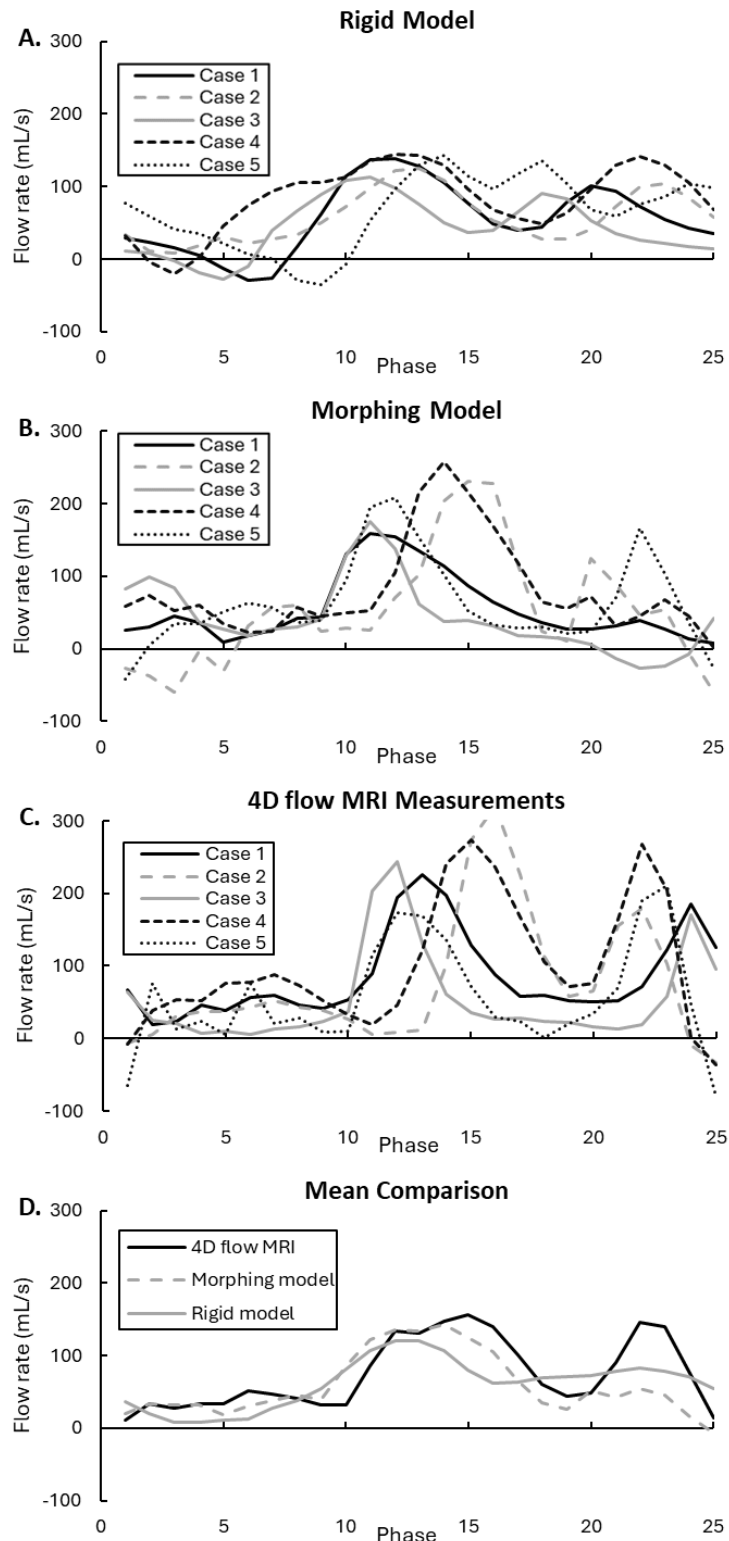 A.
Rigid Model
300
200
100
0
-100
Flow rate (mL/s)
Case 1
Case 2
Case 3
Case 4
Case 5
0 5 10 15 20 25
Phase
B.
Morphing Model
300
200
100
0
-100
Flow rate (mL/s)
Case 1
Case 2
Case 3
Case 4
Case 5
0 5 10 15 20 25
Phase
C.
4D flow MRI Measurements
300
200
100
0
-100
Flow rate (mL/s)
Case 1
Case 2
Case 3
Case 4
Case 5
0 5 10 15 20 25
Phase
D.
Mean Comparison
300
200
100
0
-100
Flow rate (mL/s)
4D flow MRI
Morphing model
Rigid model
0 5 10 15 20 25
Phase